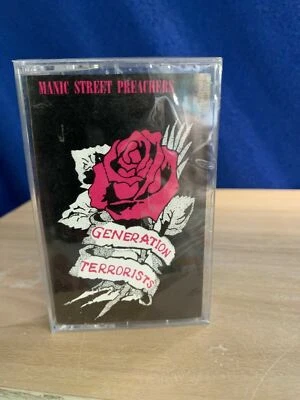 MANIC STREET PREACHERS
GENERATION
TERRORISTS